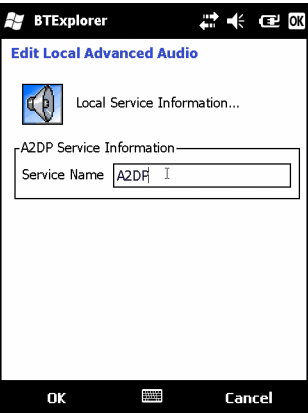 BTExplorer OK
Edit Local Advanced Audio
Local Service Information...
A2DP Service Information
Service Name A2DP
OK Cancel